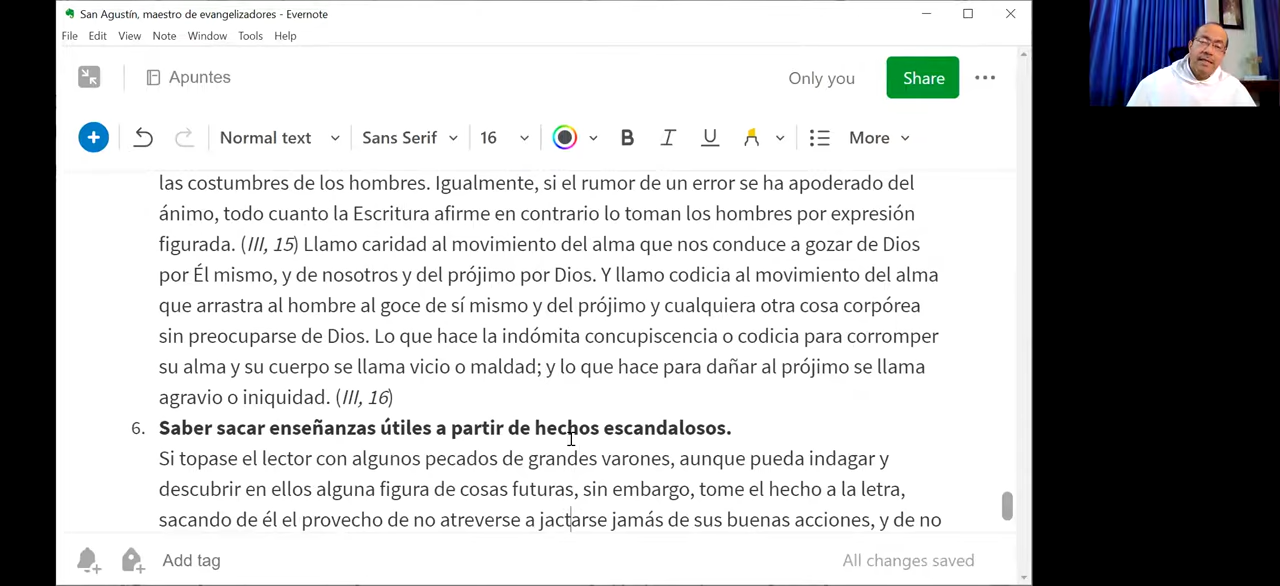 San Agustín, maestro de evangelizadores - Evernote
File Edit View Note Window Tools Help
Apuntes Only you Share
Normal text Sans Serif 16 B I U More
las costumbres de los hombres. Igualmente, si el rumor de un error se ha apoderado del
ánimo, todo cuanto la Escritura afirme en contrario lo toman los hombres por expresión
figurada. (III, 15) Llamo caridad al movimiento del alma que nos conduce a gozar de Dios
por Él mismo, y de nosotros y del prójimo por Dios. Y llamo codicia al movimiento del alma
que arrastra al hombre al goce de sí mismo y del prójimo y cualquiera otra cosa corpórea
sin preocuparse de Dios. Lo que hace la indómita concupiscencia o codicia para corromper
su alma y su cuerpo se llama vicio o maldad; y lo que hace para dañar al prójimo se llama
agravio o iniquidad. (III, 16)
6. Saber sacar enseñanzas útiles a partir de hechos escandalosos.
Si topase el lector con algunos pecados de grandes varones, aunque pueda indagar y
descubrir en ellos alguna figura de cosas futuras, sin embargo, tome el hecho a la letra,
sacando de él el provecho de no atreverse a jactarse jamás de sus buenas acciones, y de no
Add tag All changes saved